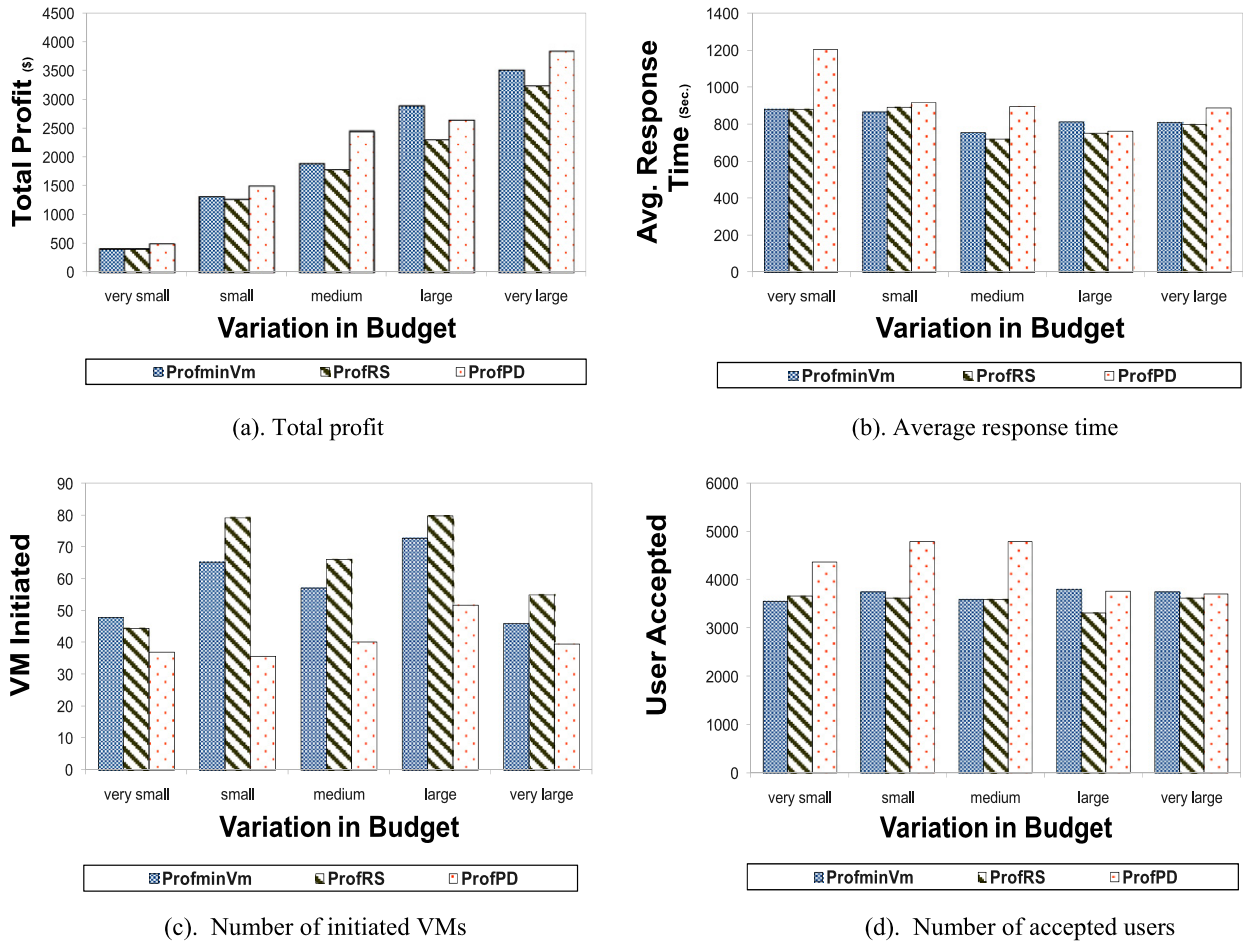 4500
4000
3500
3000
2500
2000
1500
1000
500
0
Total Profit ($)
very small small medium large very large
Variation in Budget
ProfminVm ProfRS ProfPD
(a). Total profit
1400
1200
1000
800
600
400
200
0
Avg. Response
Time (Sec.)
very small small medium large very large
Variation in Budget
ProfminVm ProfRS ProfPD
(b). Average response time
90
80
70
60
50
40
30
20
10
0
VM Initiated
very small small medium large very large
Variation in Budget
ProfminVm ProfRS ProfPD
(c). Number of initiated VMs
6000
5000
4000
3000
2000
1000
0
User Accepted
very small small medium large very large
Variation in Budget
ProfminVm ProfRS ProfPD
(d). Number of accepted users